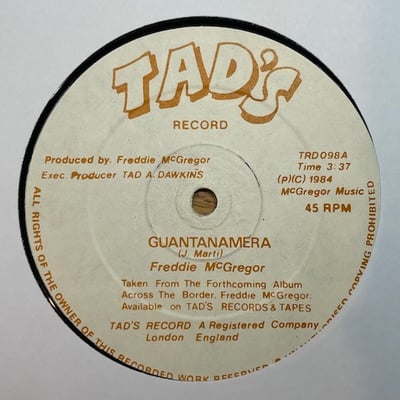 TAD'S
RECORD
Produced by. Freddie McGregor
Exec. Producer TAD A. DAWKINS
TRD098A
Time 3:37
(P)(C) 1984
McGregor Music
45 RPM
GUANTANAMERA
(J. Marti)
Freddie McGregor
Taken From The Forthcoming Album
Across The Border. Freddie McGregor.
Available on TAD'S RECORDS & TAPES
TAD'S RECORD A Registered Company
London England
ALL RIGHTS OF THE OWNER OF THIS RECORDED WORK RESERVED
COPYING PROHIBITED